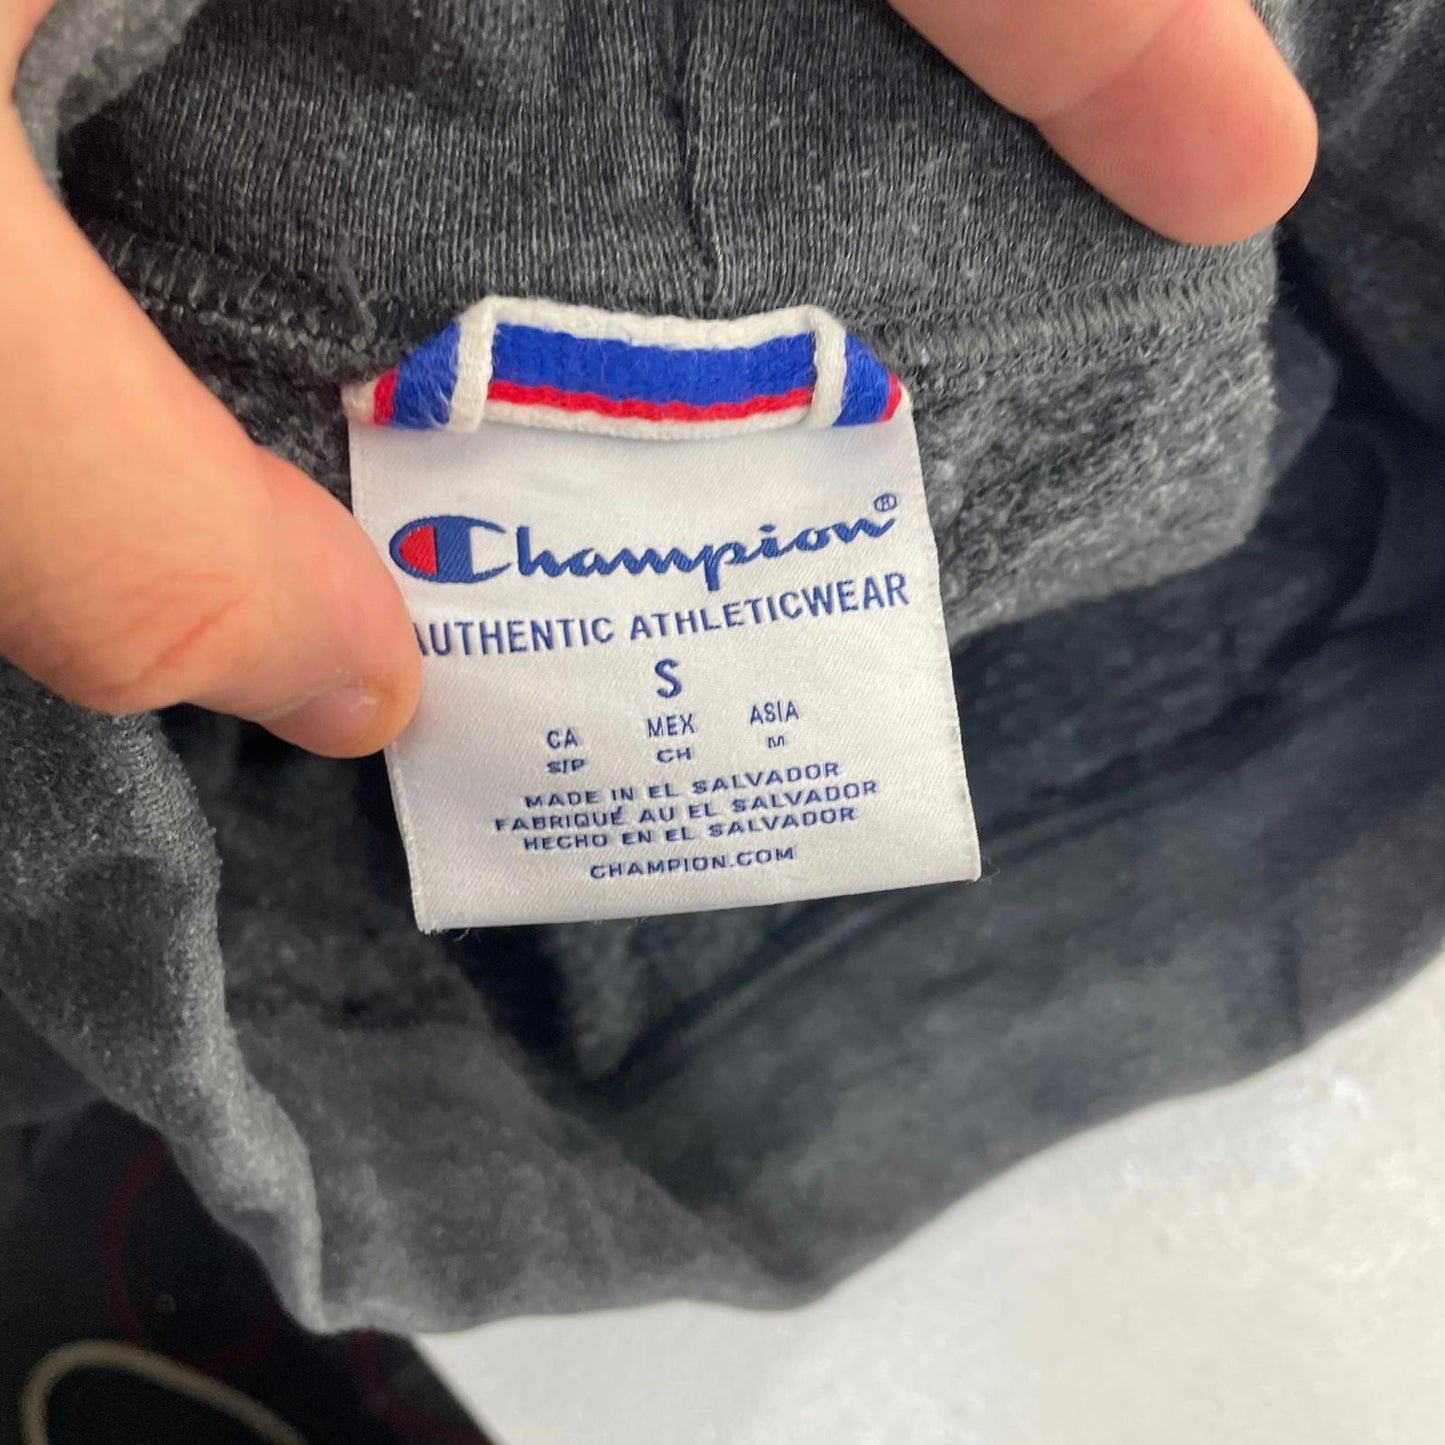 Champion®
AUTHENTIC ATHLETICWEAR
S
CA MEX ASIA
S/P CH M
MADE IN EL SALVADOR
FABRIQUÉ AU EL SALVADOR
HECHO EN EL SALVADOR
CHAMPION.COM